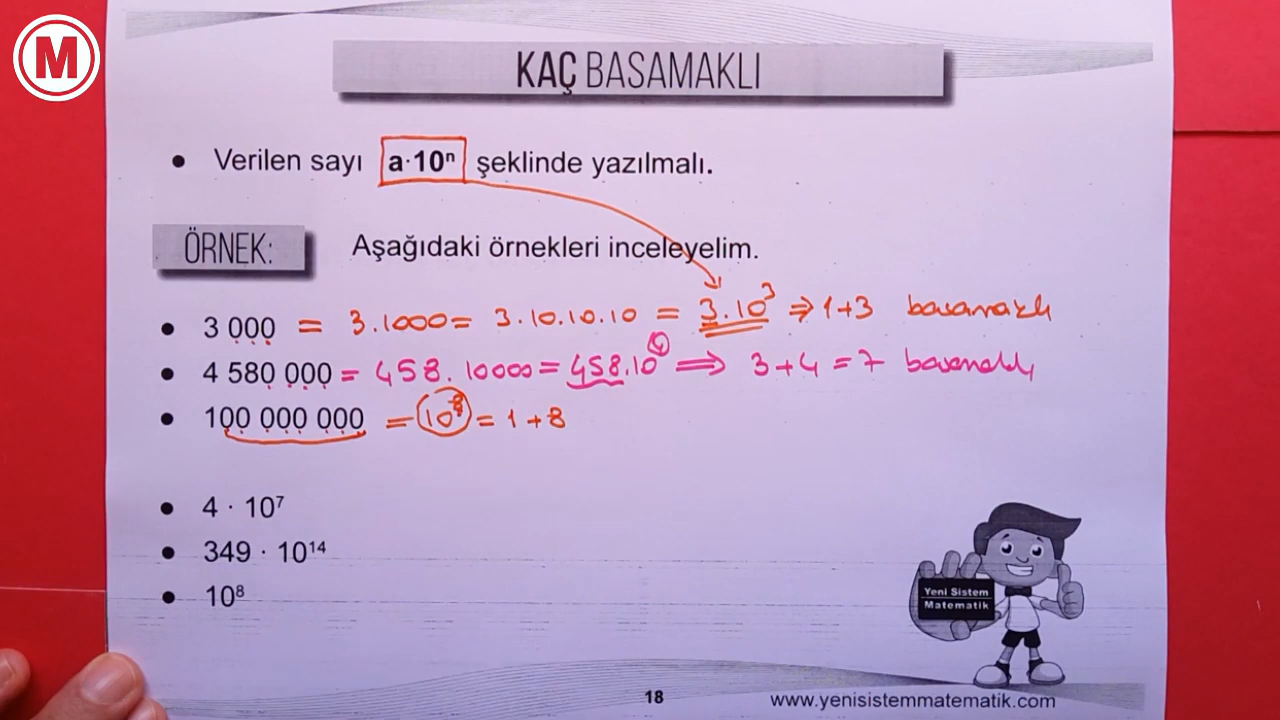 M
KAÇ BASAMAKLI
• Verilen sayı a·10ⁿ şeklinde yazılmalı.
ÖRNEK: Aşağıdaki örnekleri inceleyelim.
• 3 000 = 3.1000 = 3.10.10.10 = 3.10³ ⇒ 1+3 basamaklı
• 4 580 000 = 458.10000 = 458.10⁴ ⇒ 3+4=7 basamaklı
• 100 000 000 = 10⁸ = 1+8
• 4 · 10⁷
• 349 · 10¹⁴
• 10⁸
Yeni Sistem
Matematik
18
www.yenisistemmatematik.com